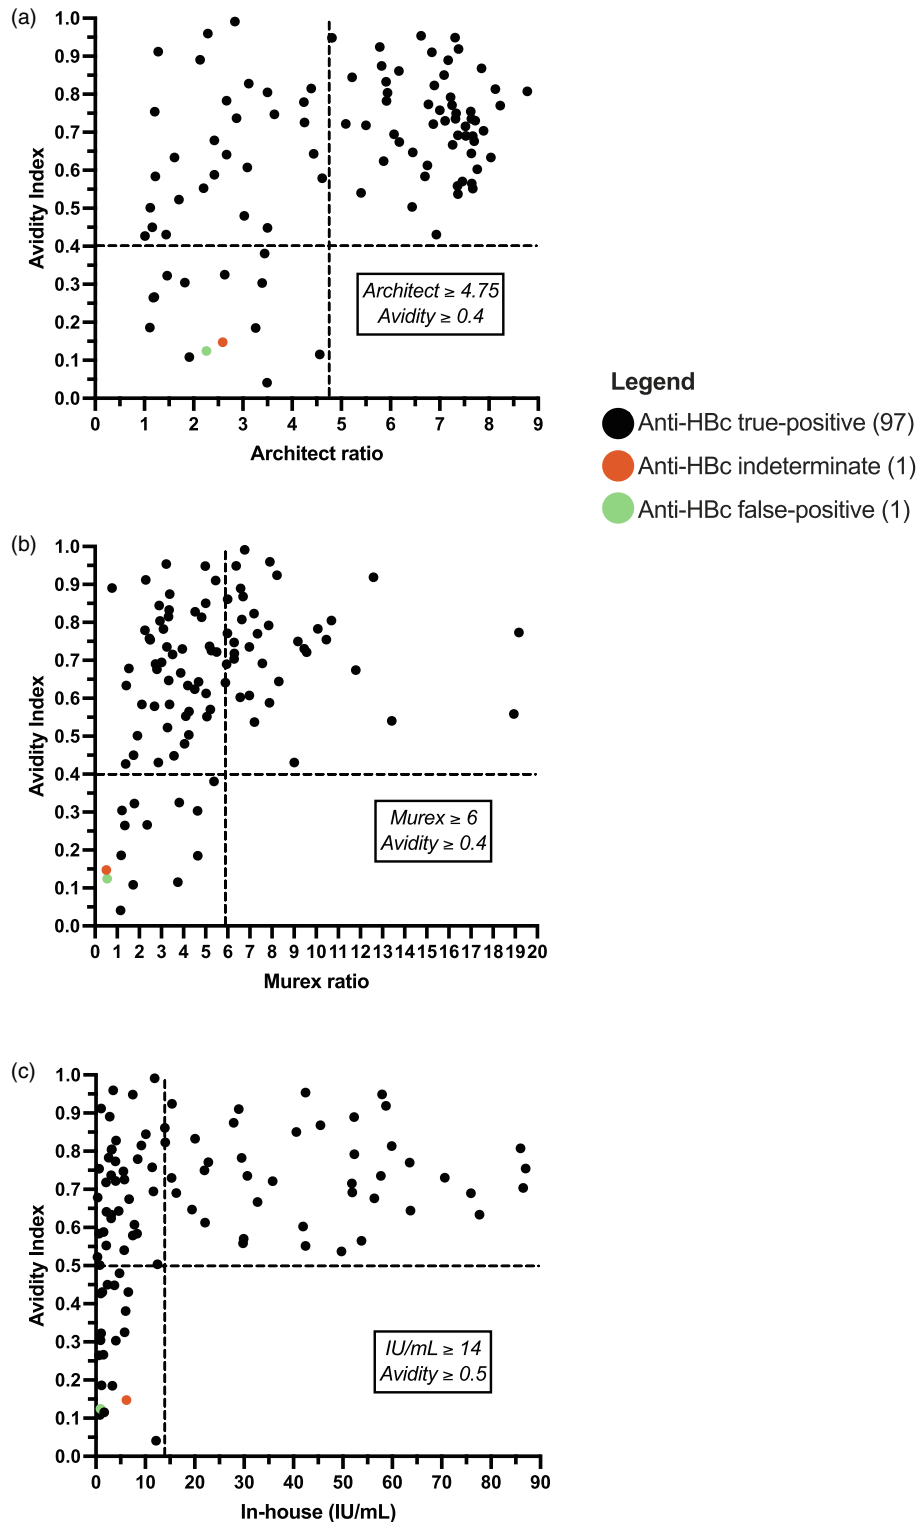 (a)
1.0
0.9
0.8
0.7
0.6
0.5
0.4
0.3
0.2
0.1
0.0
Avidity Index
Architect ≥ 4.75
Avidity ≥ 0.4
0 1 2 3 4 5 6 7 8 9
Architect ratio
Legend
Anti-HBc true-positive (97)
Anti-HBc indeterminate (1)
Anti-HBc false-positive (1)
(b)
1.0
0.9
0.8
0.7
0.6
0.5
0.4
0.3
0.2
0.1
0.0
Avidity Index
Murex ≥ 6
Avidity ≥ 0.4
0 1 2 3 4 5 6 7 8 9 10 11 12 13 14 15 16 17 18 19 20
Murex ratio
(c)
1.0
0.9
0.8
0.7
0.6
0.5
0.4
0.3
0.2
0.1
0.0
Avidity Index
IU/mL ≥ 14
Avidity ≥ 0.5
0 10 20 30 40 50 60 70 80 90
In-house (IU/mL)